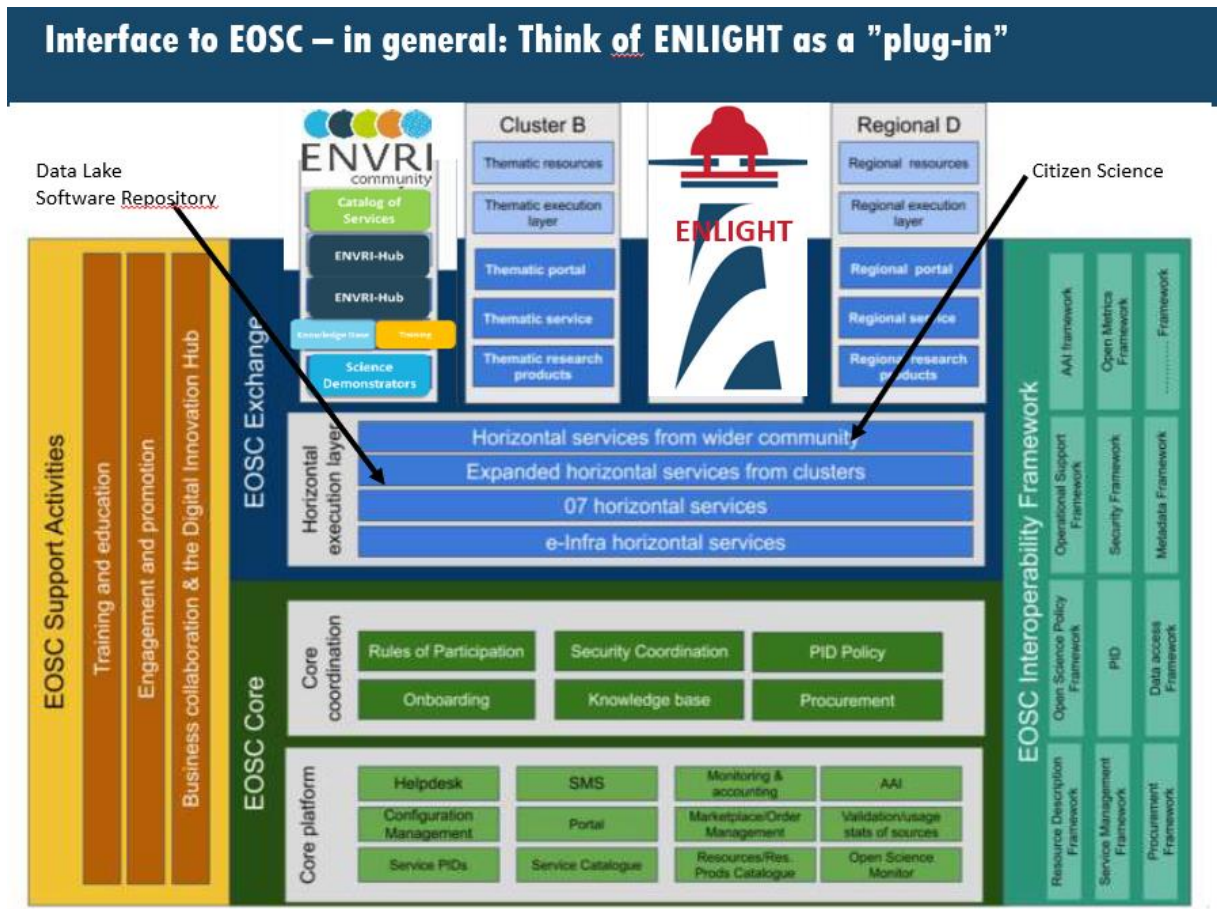 Interface to EOSC – in general: Think of ENLIGHT as a "plug-in"
Data Lake
Software Repository
Citizen Science
ENVRI
community
Catalog of
Services
ENVRI-Hub
ENVRI-Hub
Knowledge Base
Training
Science
Demonstrators
Cluster B
Thematic resources
Thematic execution
layer
Thematic portal
Thematic service
Thematic research
products
ENLIGHT
Regional D
Regional resources
Regional execution
layer
Regional portal
Regional service
Regional research
products
EOSC Support Activities
Training and education
Engagement and promotion
Business collaboration & the Digital Innovation Hub
EOSC Exchange
Horizontal
execution layer
Horizontal services from wider community
Expanded horizontal services from clusters
07 horizontal services
e-Infra horizontal services
EOSC Core
Core
coordination
Rules of Participation
Security Coordination
PID Policy
Onboarding
Knowledge base
Procurement
Core platform
Helpdesk
SMS
Monitoring &
accounting
AAI
Configuration
Management
Portal
Marketplace/Order
Management
Validation/usage
stats of sources
Service PIDs
Service Catalogue
Resources/Res.
Prods Catalogue
Open Science
Monitor
EOSC Interoperability Framework
AAI framework
Open Metrics
Framework
............ Framework
Operational Support
Framework
Security Framework
Metadata Framework
Open Science Policy
Framework
PID
Data access
Framework
Resource Description
Framework
Service Management
Framework
Procurement
Framework